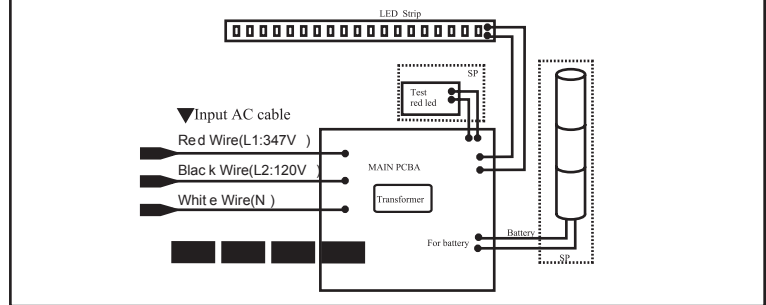 LED Strip
SP
Test
red led
▼Input AC cable
Red Wire(L1:347V )
Black Wire(L2:120V )
White Wire(N )
MAIN PCBA
Transformer
For battery
Battery
SP